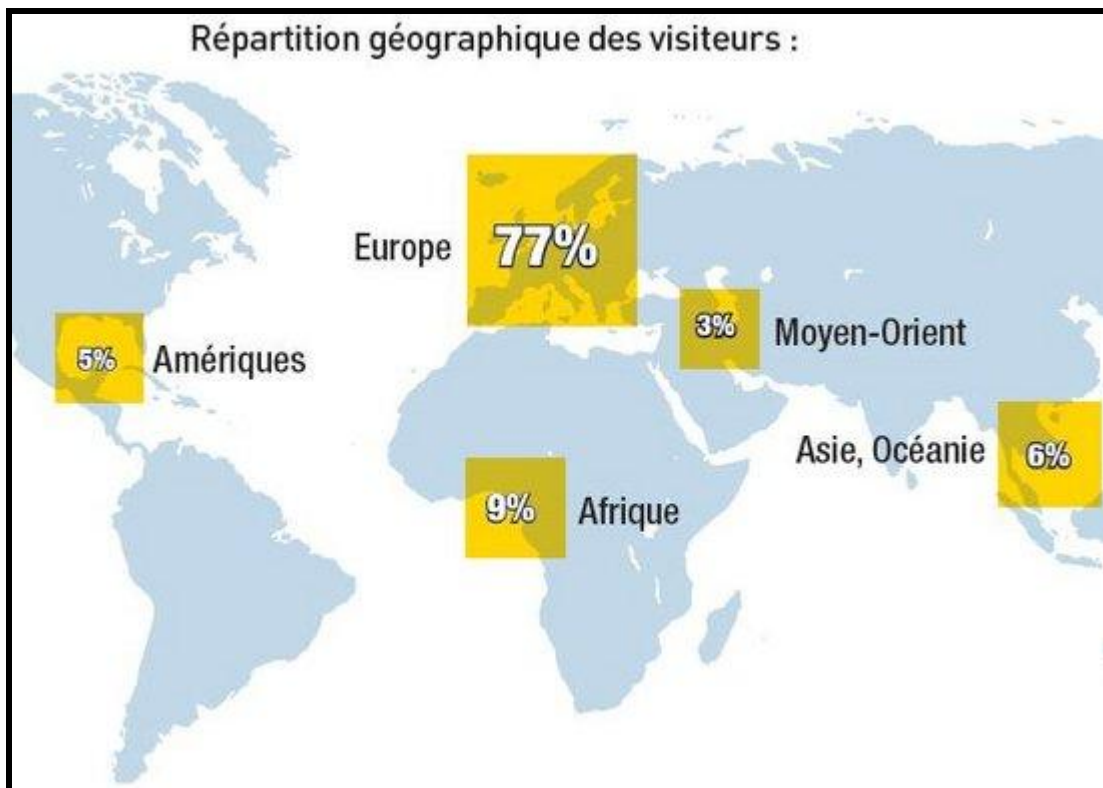 Répartition géographique des visiteurs :
Europe
77%
3%
Moyen-Orient
5%
Amériques
Asie, Océanie
6%
9%
Afrique